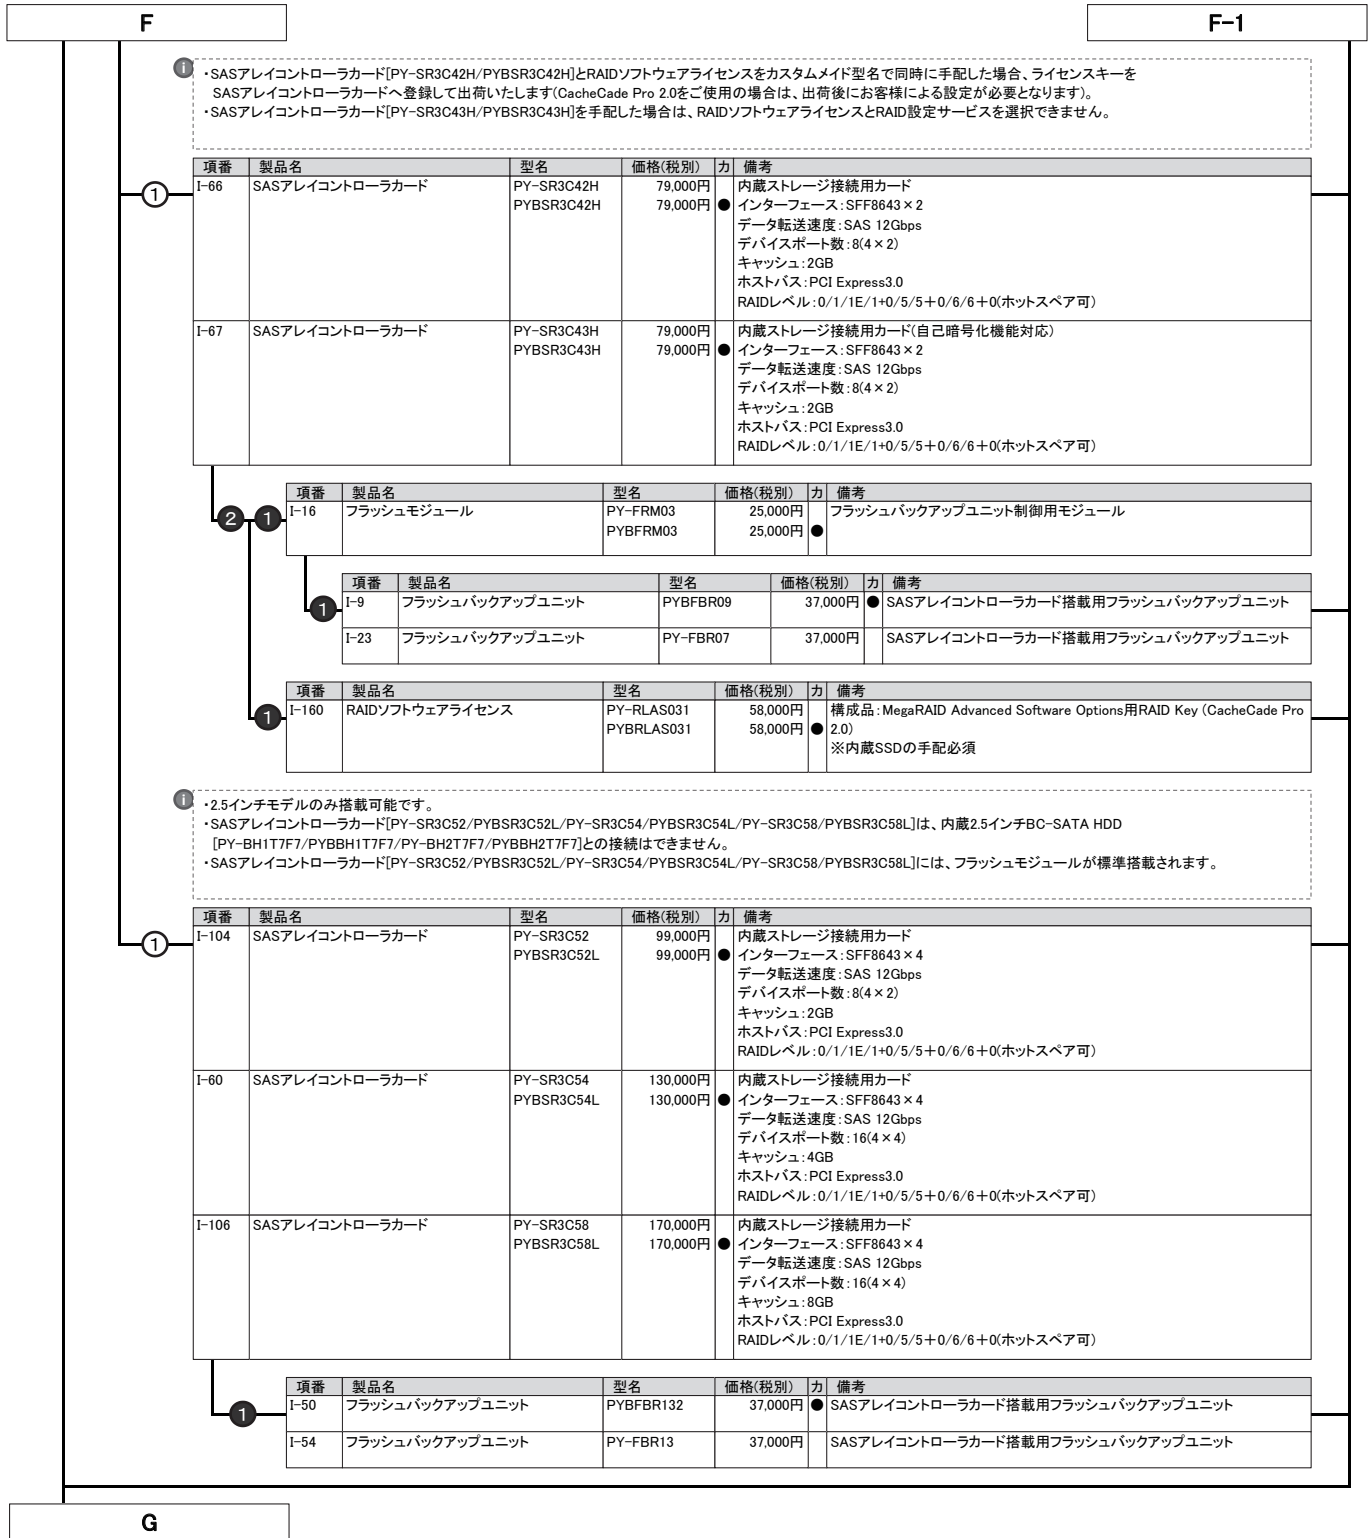 F
F-1
i
・SASアレイコントローラカード[PY-SR3C42H/PYBSR3C42H]とRAIDソフトウェアライセンスをカスタムメイド型名で同時に手配した場合、ライセンスキーを
SASアレイコントローラカードへ登録して出荷いたします(CacheCade Pro 2.0をご使用の場合は、出荷後にお客様による設定が必要となります)。
・SASアレイコントローラカード[PY-SR3C43H/PYBSR3C43H]を手配した場合は、RAIDソフトウェアライセンスとRAID設定サービスを選択できません。
項番 製品名 型名 価格(税別) カ 備考
1 I-66 SASアレイコントローラカード PY-SR3C42H 79,000円 内蔵ストレージ接続用カード
PYBSR3C42H 79,000円 ● インターフェース:SFF8643×2
データ転送速度:SAS 12Gbps
デバイスポート数:8(4×2)
キャッシュ:2GB
ホストバス:PCI Express3.0
RAIDレベル:0/1/1E/1+0/5/5+0/6/6+0(ホットスペア可)
I-67 SASアレイコントローラカード PY-SR3C43H 79,000円 内蔵ストレージ接続用カード(自己暗号化機能対応)
PYBSR3C43H 79,000円 ● インターフェース:SFF8643×2
データ転送速度:SAS 12Gbps
デバイスポート数:8(4×2)
キャッシュ:2GB
ホストバス:PCI Express3.0
RAIDレベル:0/1/1E/1+0/5/5+0/6/6+0(ホットスペア可)
項番 製品名 型名 価格(税別) カ 備考
2 1 I-16 フラッシュモジュール PY-FRM03 25,000円 フラッシュバックアップユニット制御用モジュール
PYBFRM03 25,000円 ●
項番 製品名 型名 価格(税別) カ 備考
1 I-9 フラッシュバックアップユニット PYBFBR09 37,000円 ● SASアレイコントローラカード搭載用フラッシュバックアップユニット
I-23 フラッシュバックアップユニット PY-FBR07 37,000円 SASアレイコントローラカード搭載用フラッシュバックアップユニット
項番 製品名 型名 価格(税別) カ 備考
1 I-160 RAIDソフトウェアライセンス PY-RLAS031 58,000円 構成品:MegaRAID Advanced Software Options用RAID Key (CacheCade Pro
PYBRLAS031 58,000円 ● 2.0)
※内蔵SSDの手配必須
i
・2.5インチモデルのみ搭載可能です。
・SASアレイコントローラカード[PY-SR3C52/PYBSR3C52L/PY-SR3C54/PYBSR3C54L/PY-SR3C58/PYBSR3C58L]は、内蔵2.5インチBC-SATA HDD
[PY-BH1T7F7/PYBBH1T7F7/PY-BH2T7F7/PYBBH2T7F7]との接続はできません。
・SASアレイコントローラカード[PY-SR3C52/PYBSR3C52L/PY-SR3C54/PYBSR3C54L/PY-SR3C58/PYBSR3C58L]には、フラッシュモジュールが標準搭載されます。
項番 製品名 型名 価格(税別) カ 備考
1 I-104 SASアレイコントローラカード PY-SR3C52 99,000円 内蔵ストレージ接続用カード
PYBSR3C52L 99,000円 ● インターフェース:SFF8643×4
データ転送速度:SAS 12Gbps
デバイスポート数:8(4×2)
キャッシュ:2GB
ホストバス:PCI Express3.0
RAIDレベル:0/1/1E/1+0/5/5+0/6/6+0(ホットスペア可)
I-60 SASアレイコントローラカード PY-SR3C54 130,000円 内蔵ストレージ接続用カード
PYBSR3C54L 130,000円 ● インターフェース:SFF8643×4
データ転送速度:SAS 12Gbps
デバイスポート数:16(4×4)
キャッシュ:4GB
ホストバス:PCI Express3.0
RAIDレベル:0/1/1E/1+0/5/5+0/6/6+0(ホットスペア可)
I-106 SASアレイコントローラカード PY-SR3C58 170,000円 内蔵ストレージ接続用カード
PYBSR3C58L 170,000円 ● インターフェース:SFF8643×4
データ転送速度:SAS 12Gbps
デバイスポート数:16(4×4)
キャッシュ:8GB
ホストバス:PCI Express3.0
RAIDレベル:0/1/1E/1+0/5/5+0/6/6+0(ホットスペア可)
項番 製品名 型名 価格(税別) カ 備考
1 I-50 フラッシュバックアップユニット PYBFBR132 37,000円 ● SASアレイコントローラカード搭載用フラッシュバックアップユニット
I-54 フラッシュバックアップユニット PY-FBR13 37,000円 SASアレイコントローラカード搭載用フラッシュバックアップユニット
G